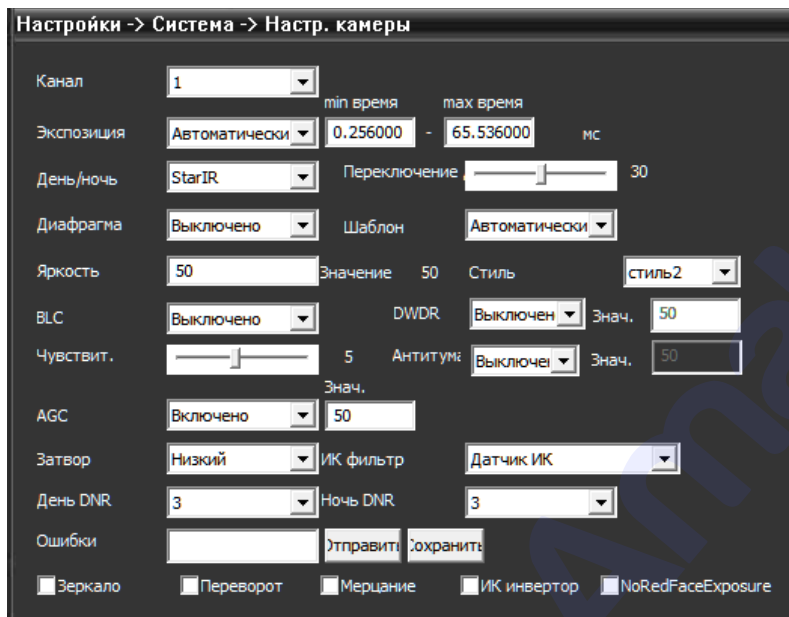 Настройки -> Система -> Настр. камеры
Канал 1
min время max время
Экспозиция Автоматически 0.256000 - 65.536000 мс
День/ночь StarIR Переключение 30
Диафрагма Выключено Шаблон Автоматически
Яркость 50 Значение 50 Стиль стиль2
BLC Выключено DWDR Выключен Знач. 50
Чувствит. 5 Антитума Выключен Знач. 50
Знач.
AGC Включено 50
Затвор Низкий ИК фильтр Датчик ИК
День DNR 3 Ночь DNR 3
Ошибки Отправить Сохранить
Зеркало Переворот Мерцание ИК инвертор NoRedFaceExposure